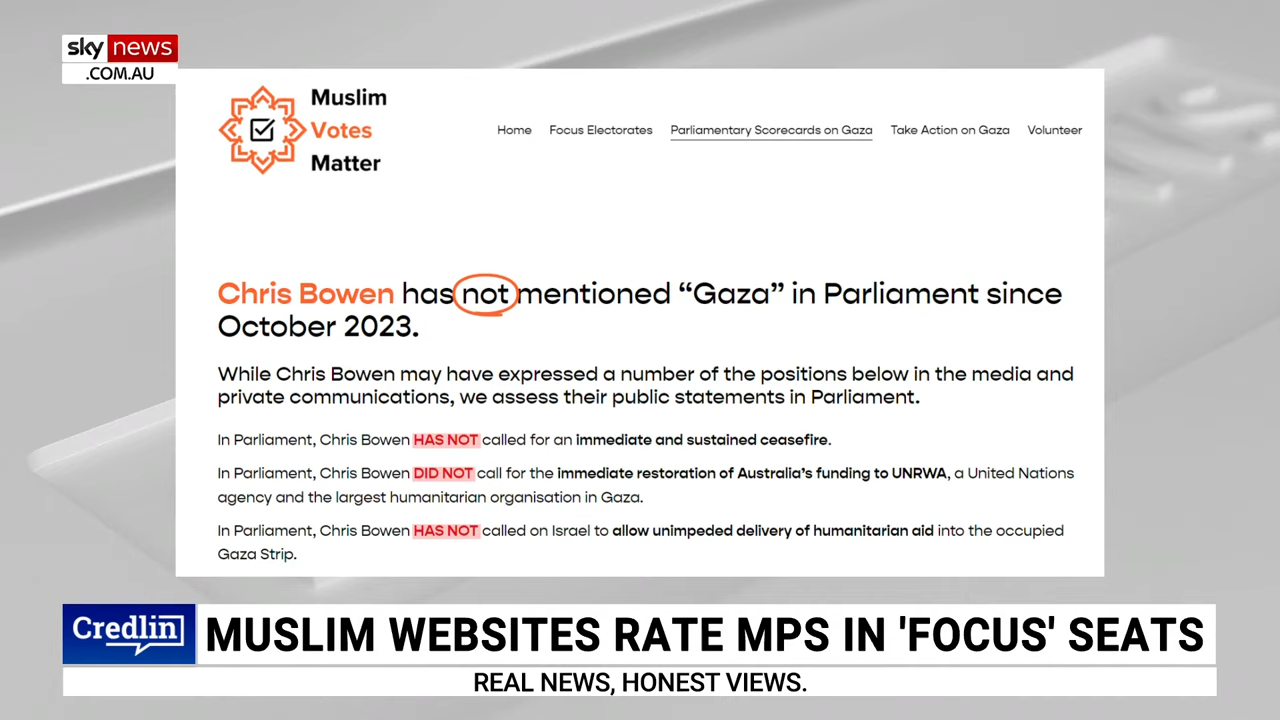 sky news
.COM.AU
Muslim
Votes
Matter
Home Focus Electorates Parliamentary Scorecards on Gaza Take Action on Gaza Volunteer
Chris Bowen has not mentioned “Gaza” in Parliament since
October 2023.
While Chris Bowen may have expressed a number of the positions below in the media and
private communications, we assess their public statements in Parliament.
In Parliament, Chris Bowen HAS NOT called for an immediate and sustained ceasefire.
In Parliament, Chris Bowen DID NOT call for the immediate restoration of Australia’s funding to UNRWA, a United Nations
agency and the largest humanitarian organisation in Gaza.
In Parliament, Chris Bowen HAS NOT called on Israel to allow unimpeded delivery of humanitarian aid into the occupied
Gaza Strip.
Credlin
MUSLIM WEBSITES RATE MPS IN 'FOCUS' SEATS
REAL NEWS, HONEST VIEWS.